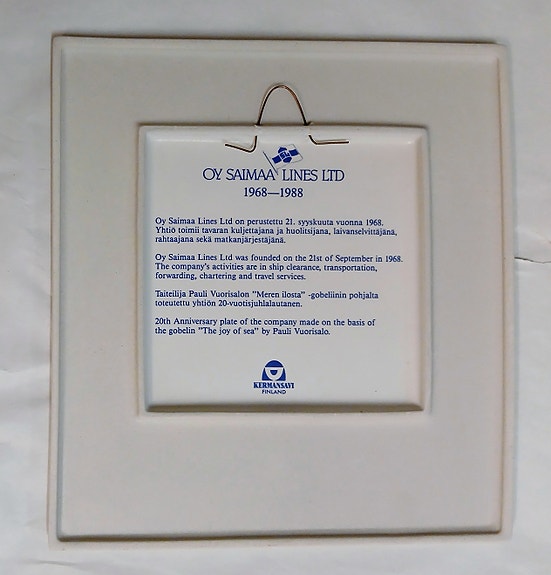 OY SAIMAA LINES LTD
1968—1988
Oy Saimaa Lines Ltd on perustettu 21. syyskuuta vuonna 1968.
Yhtiö toimii tavaran kuljettajana ja huolitsijana, laivanselvittäjänä,
rahtaajana sekä matkanjärjestäjänä.
Oy Saimaa Lines Ltd was founded on the 21st of September in 1968.
The company's activities are in ship clearance, transportation,
forwarding, chartering and travel services.
Taiteilija Pauli Vuorisalon "Meren ilosta" -gobeliinin pohjalta
toteutettu yhtiön 20-vuotisjuhlalautanen.
20th Anniversary plate of the company made on the basis of
the gobelin "The joy of sea" by Pauli Vuorisalo.
KERMANSAVI
FINLAND